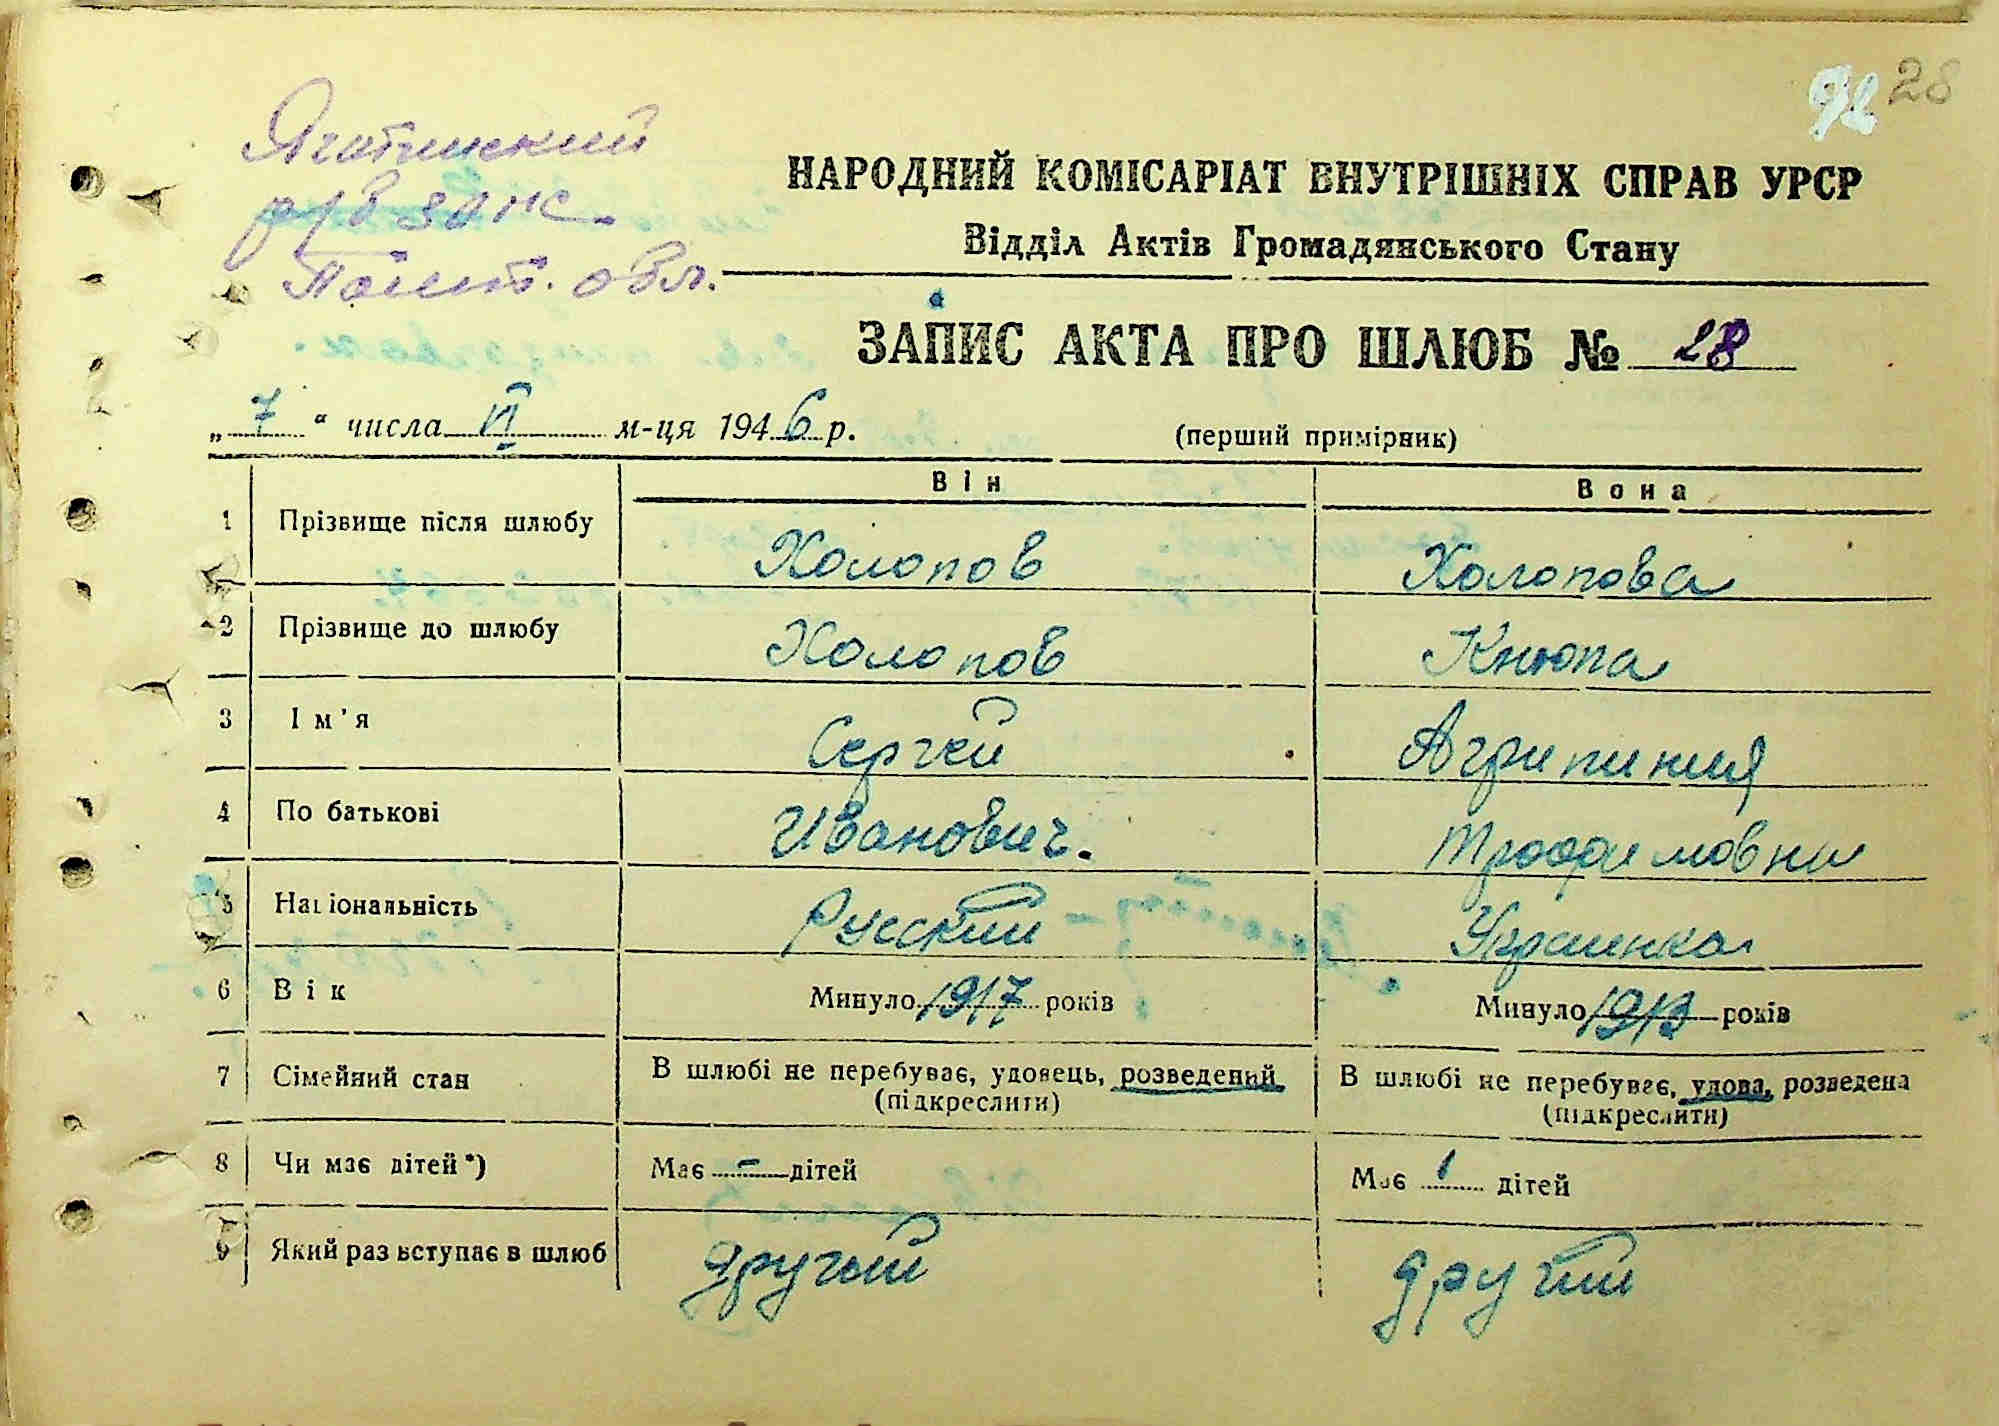 28
Яготинский
р/б загс.
Полт. обл.
НАРОДНИЙ КОМІСАРІАТ ВНУТРІШНІХ СПРАВ УРСР
Відділ Актів Громадянського Стану
ЗАПИС АКТА ПРО ШЛЮБ № 28
„ 7 “ числа VI м-ця 1946 р. (перший примірник)
Він Вона
1 Прізвище після шлюбу Холопов Холопова
2 Прізвище до шлюбу Холопов Кнюпа
3 Ім'я Сергей Агрипиния
4 По батькові Иванович. Трофимовна
5 Національність Русский Украинка
6 Вік Минуло 1917 років Минуло 1913 років
7 Сімейний стан В шлюбі не перебуває, удовець, розведений (підкреслити) В шлюбі не перебуває, удова, розведена (підкреслити)
8 Чи має дітей*) Має - дітей Має 1 дітей
9 Який раз вступає в шлюб другий другий